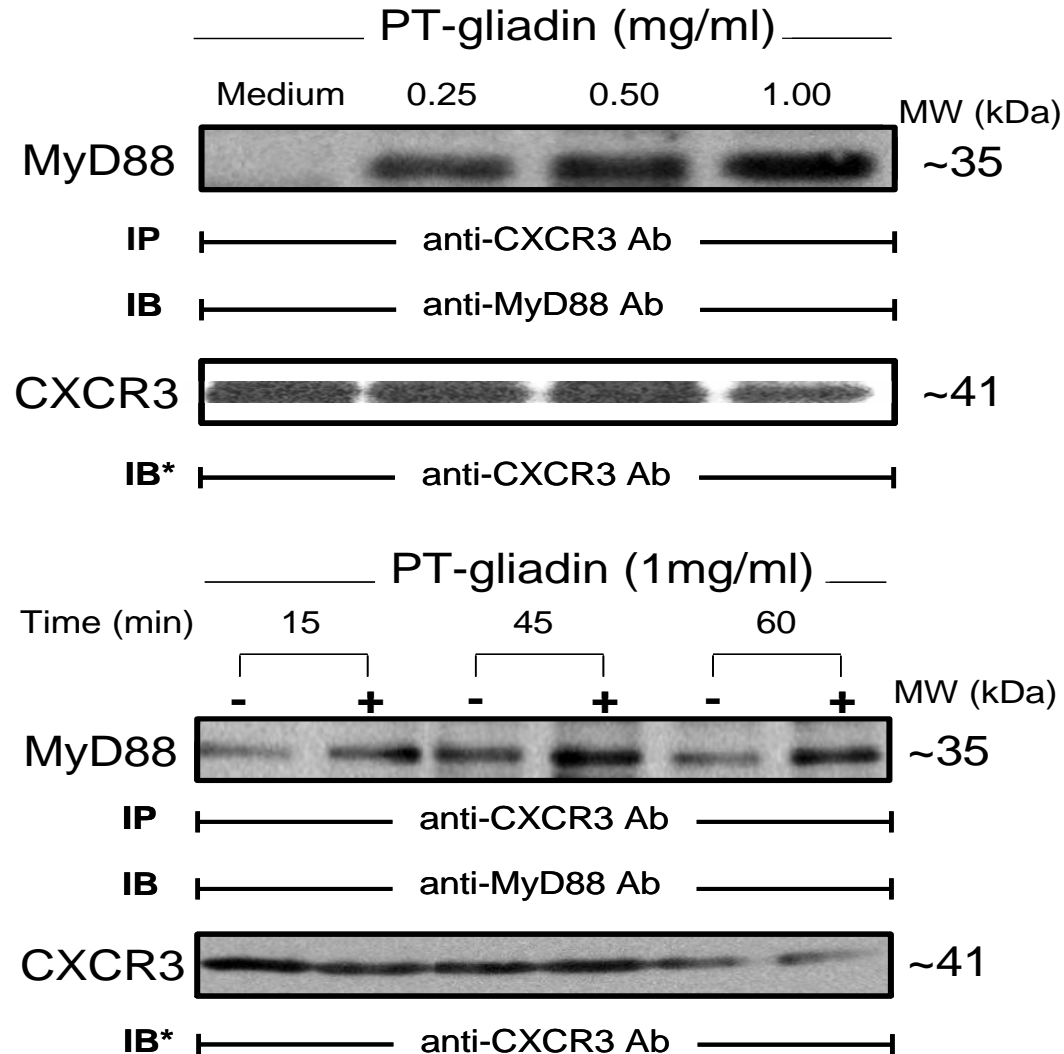 PT-gliadin (mg/ml)
Medium 0.25 0.50 1.00 MW (kDa)
MyD88 ~35
IP anti-CXCR3 Ab
IB anti-MyD88 Ab
CXCR3 ~41
IB* anti-CXCR3 Ab
PT-gliadin (1mg/ml)
Time (min) 15 45 60
- + - + - + MW (kDa)
MyD88 ~35
IP anti-CXCR3 Ab
IB anti-MyD88 Ab
CXCR3 ~41
IB* anti-CXCR3 Ab